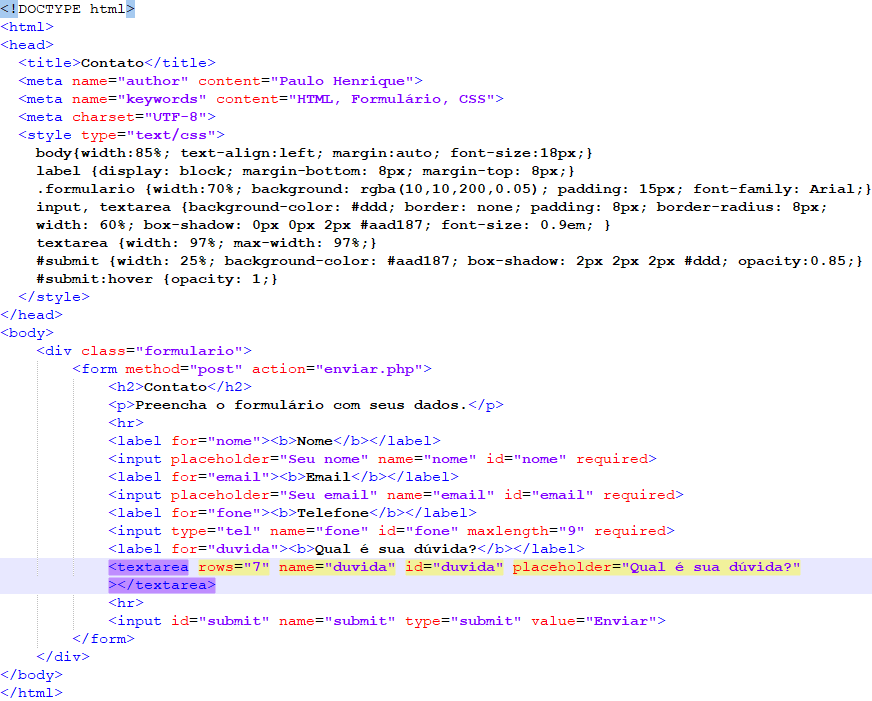 <!DOCTYPE html>
<html>
<head>
  <title>Contato</title>
  <meta name="author" content="Paulo Henrique">
  <meta name="keywords" content="HTML, Formulário, CSS">
  <meta charset="UTF-8">
  <style type="text/css">
    body{width:85%; text-align:left; margin:auto; font-size:18px;}
    label {display: block; margin-bottom: 8px; margin-top: 8px;}
    .formulario {width:70%; background: rgba(10,10,200,0.05); padding: 15px; font-family: Arial;}
    input, textarea {background-color: #ddd; border: none; padding: 8px; border-radius: 8px;
    width: 60%; box-shadow: 0px 0px 2px #aad187; font-size: 0.9em; }
    textarea {width: 97%; max-width: 97%;}
    #submit {width: 25%; background-color: #aad187; box-shadow: 2px 2px 2px #ddd; opacity:0.85;}
    #submit:hover {opacity: 1;}
  </style>
</head>
<body>
    <div class="formulario">
        <form method="post" action="enviar.php">
            <h2>Contato</h2>
            <p>Preencha o formulário com seus dados.</p>
            <hr>
            <label for="nome"><b>Nome</b></label>
            <input placeholder="Seu nome" name="nome" id="nome" required>
            <label for="email"><b>Email</b></label>
            <input placeholder="Seu email" name="email" id="email" required>
            <label for="fone"><b>Telefone</b></label>
            <input type="tel" name="fone" id="fone" maxlength="9" required>
            <label for="duvida"><b>Qual é sua dúvida?</b></label>
            <textarea rows="7" name="duvida" id="duvida" placeholder="Qual é sua dúvida?"
            ></textarea>
            <hr>
            <input id="submit" name="submit" type="submit" value="Enviar">
        </form>
    </div>
</body>
</html>